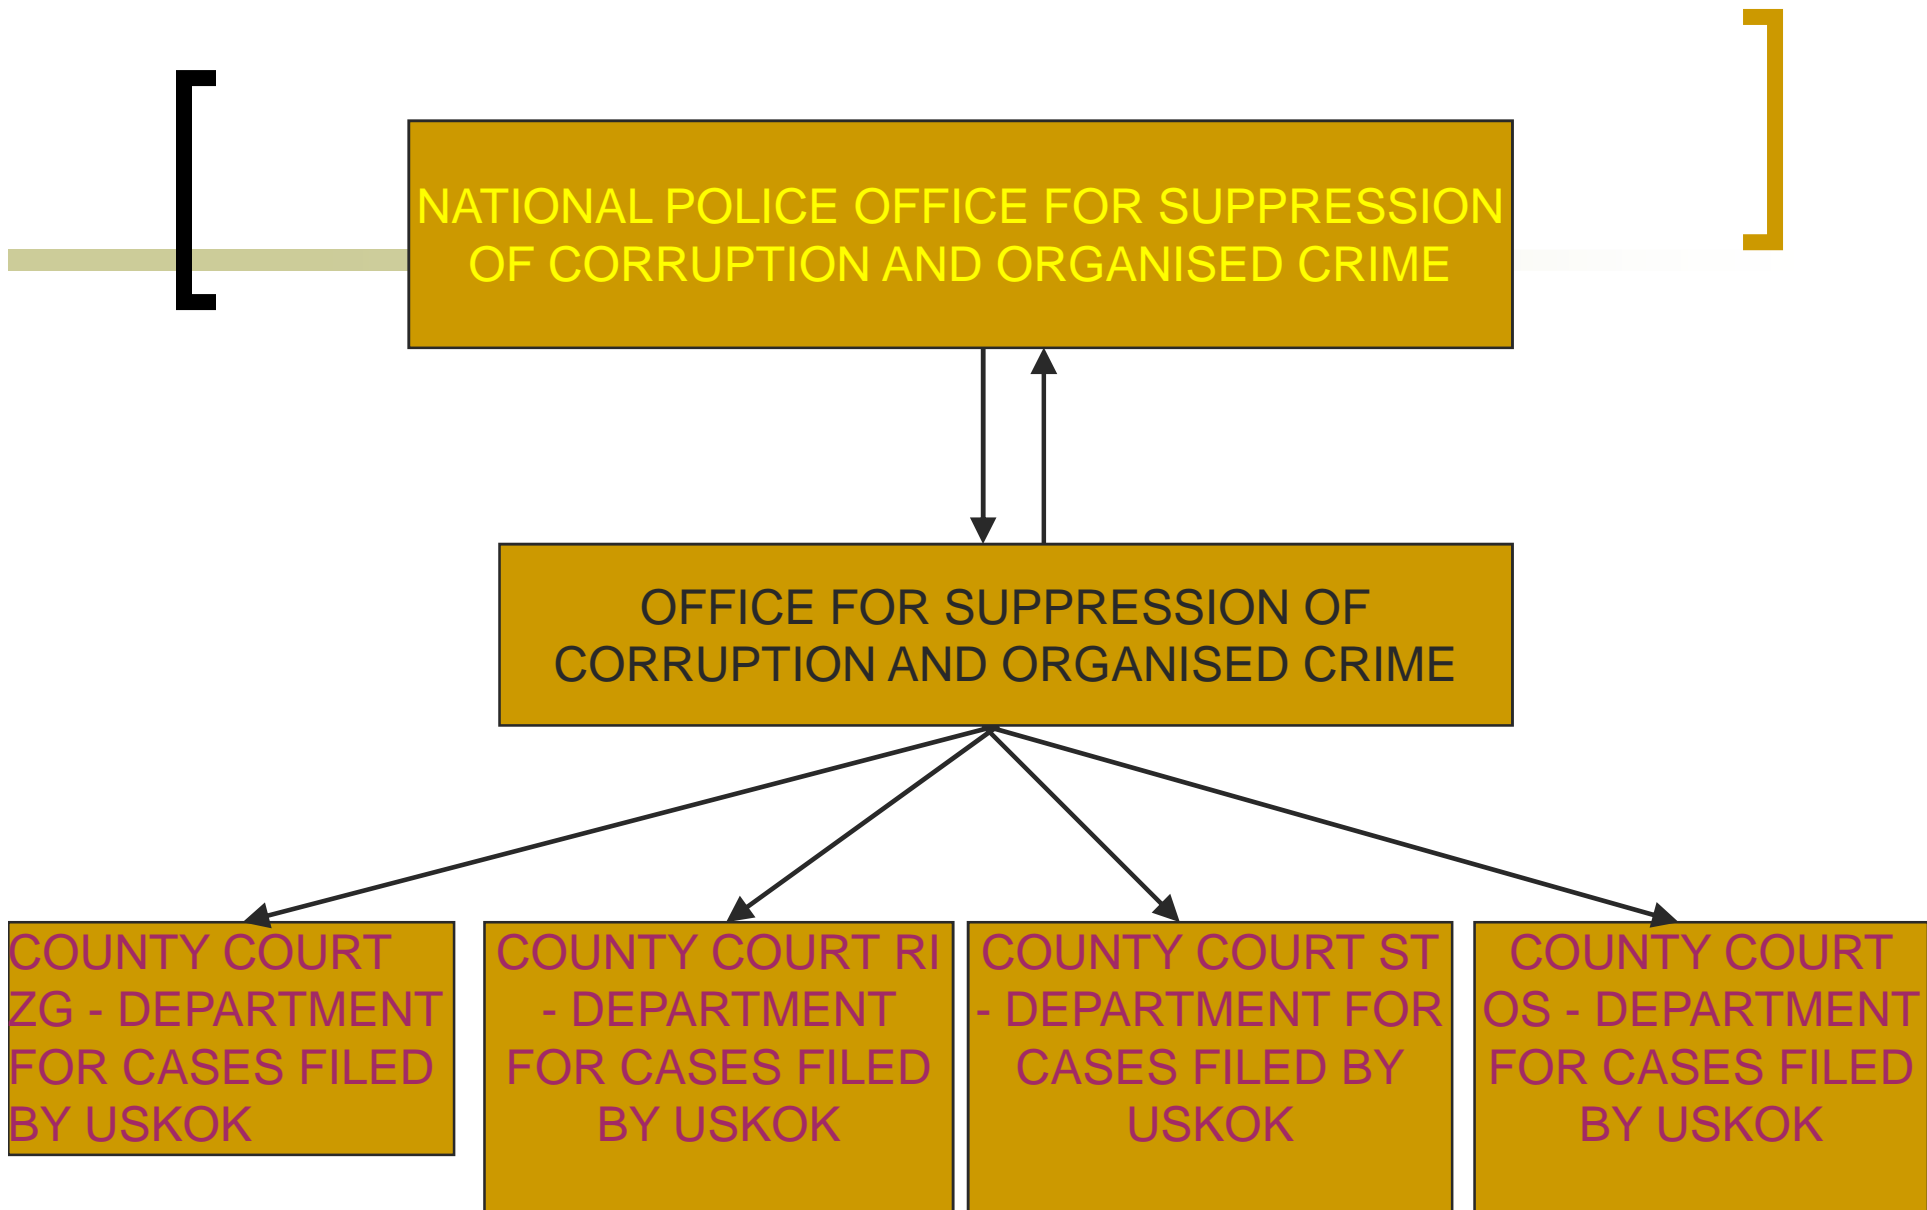 NATIONAL POLICE OFFICE FOR SUPPRESSION
OF CORRUPTION AND ORGANISED CRIME
OFFICE FOR SUPPRESSION OF
CORRUPTION AND ORGANISED CRIME
COUNTY COURT
ZG - DEPARTMENT
FOR CASES FILED
BY USKOK
COUNTY COURT RI
- DEPARTMENT
FOR CASES FILED
BY USKOK
COUNTY COURT ST
- DEPARTMENT FOR
CASES FILED BY
USKOK
COUNTY COURT
OS - DEPARTMENT
FOR CASES FILED
BY USKOK